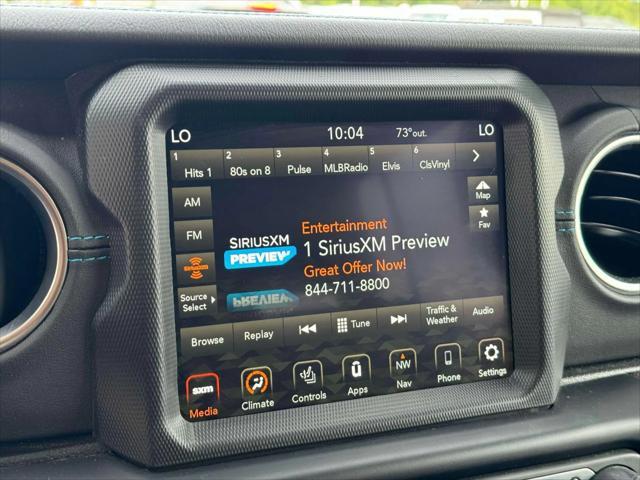 LO 10:04 73°out. LO
1 Hits 1 2 80s on 8 3 Pulse 4 MLBRadio 5 Elvis 6 ClsVinyl
AM
FM
siriusxm
Source
Select
SIRIUSXM
PREVIEW
Entertainment
1 SiriusXM Preview
Great Offer Now!
844-711-8800
Map
Fav
Browse Replay Tune Traffic & Weather Audio
sxm
Media Climate Controls Apps NW Nav Phone Settings